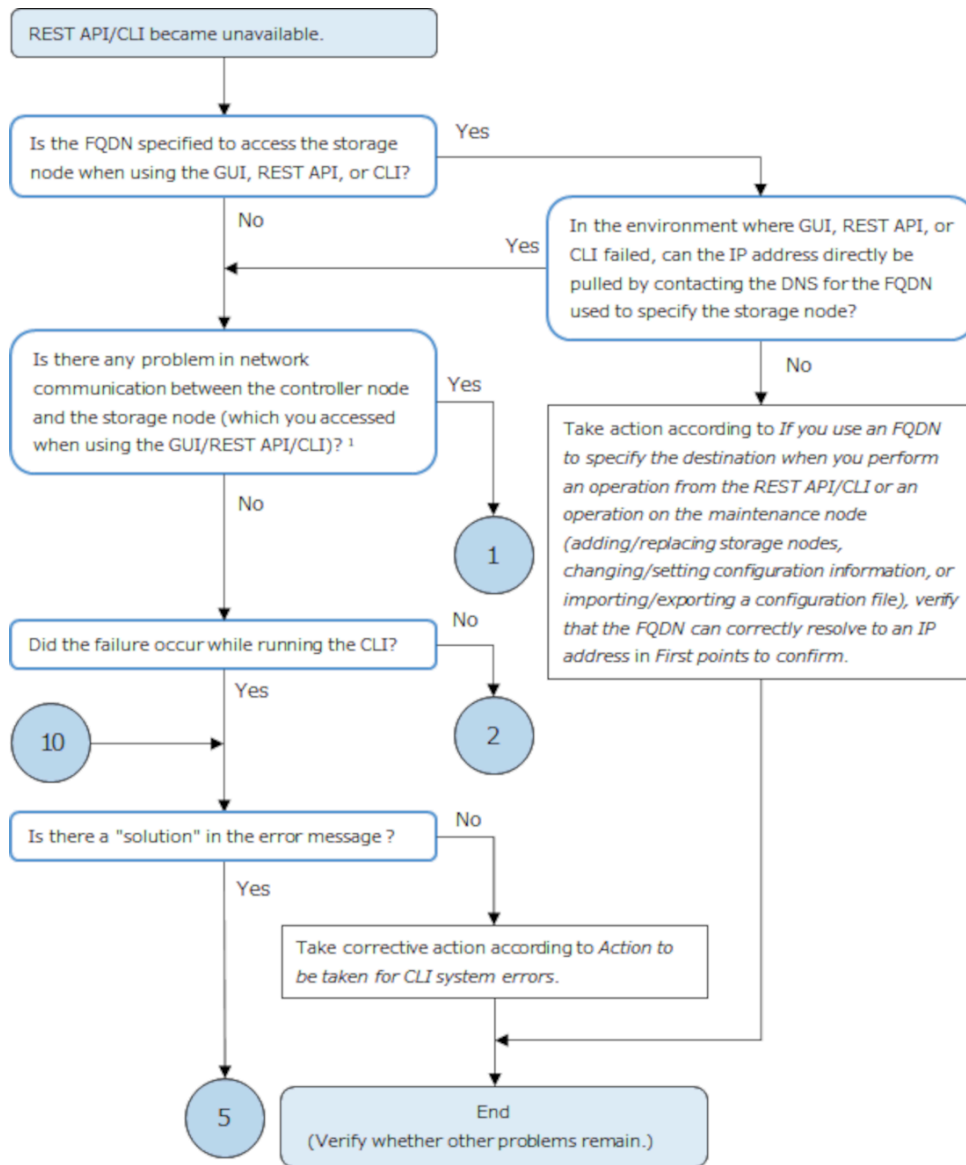 REST API/CLI became unavailable.
Is the FQDN specified to access the storage
node when using the GUI, REST API, or CLI?
Yes
No
In the environment where GUI, REST API, or
CLI failed, can the IP address directly be
pulled by contacting the DNS for the FQDN
used to specify the storage node?
Yes
No
Is there any problem in network
communication between the controller node
and the storage node (which you accessed
when using the GUI/REST API/CLI)? ¹
Yes
No
1
Take action according to If you use an FQDN
to specify the destination when you perform
an operation from the REST API/CLI or an
operation on the maintenance node
(adding/replacing storage nodes,
changing/setting configuration information, or
importing/exporting a configuration file), verify
that the FQDN can correctly resolve to an IP
address in First points to confirm.
Did the failure occur while running the CLI?
No
Yes
2
10
Is there a "solution" in the error message ?
No
Yes
Take corrective action according to Action to
be taken for CLI system errors.
5
End
(Verify whether other problems remain.)